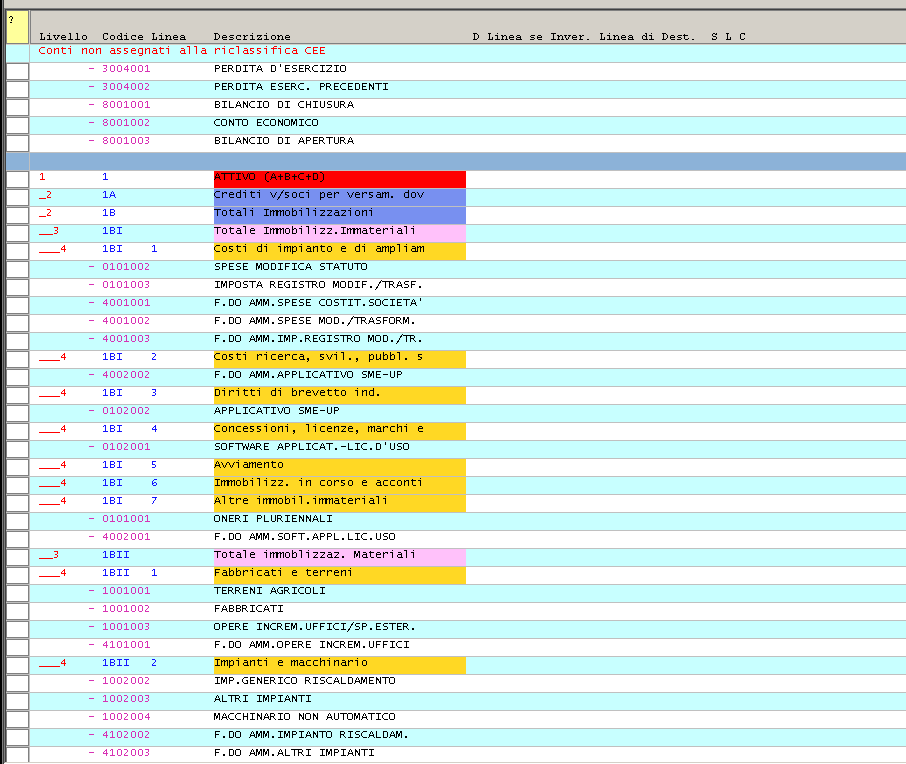 ?
Livello Codice Linea Descrizione D Linea se Inver. Linea di Dest. S L C
Conti non assegnati alla riclassifica CEE
- 3004001 PERDITA D'ESERCIZIO
- 3004002 PERDITA ESERC. PRECEDENTI
- 8001001 BILANCIO DI CHIUSURA
- 8001002 CONTO ECONOMICO
- 8001003 BILANCIO DI APERTURA
1 1 ATTIVO (A+B+C+D)
_2 1A Crediti v/soci per versam. dov
_2 1B Totali Immobilizzazioni
__3 1BI Totale Immobilizz.Immateriali
___4 1BI 1 Costi di impianto e di ampliam
- 0101002 SPESE MODIFICA STATUTO
- 0101003 IMPOSTA REGISTRO MODIF./TRASF.
- 4001001 F.DO AMM.SPESE COSTIT.SOCIETA'
- 4001002 F.DO AMM.SPESE MOD./TRASFORM.
- 4001003 F.DO AMM.IMP.REGISTRO MOD./TR.
___4 1BI 2 Costi ricerca, svil., pubbl. s
- 4002002 F.DO AMM.APPLICATIVO SME-UP
___4 1BI 3 Diritti di brevetto ind.
- 0102002 APPLICATIVO SME-UP
___4 1BI 4 Concessioni, licenze, marchi e
- 0102001 SOFTWARE APPLICAT.-LIC.D'USO
___4 1BI 5 Avviamento
___4 1BI 6 Immobilizz. in corso e acconti
___4 1BI 7 Altre immobil.immateriali
- 0101001 ONERI PLURIENNALI
- 4002001 F.DO AMM.SOFT.APPL.LIC.USO
__3 1BII Totale immoblizzaz. Materiali
___4 1BII 1 Fabbricati e terreni
- 1001001 TERRENI AGRICOLI
- 1001002 FABBRICATI
- 1001003 OPERE INCREM.UFFICI/SP.ESTER.
- 4101001 F.DO AMM.OPERE INCREM.UFFICI
___4 1BII 2 Impianti e macchinario
- 1002002 IMP.GENERICO RISCALDAMENTO
- 1002003 ALTRI IMPIANTI
- 1002004 MACCHINARIO NON AUTOMATICO
- 4102002 F.DO AMM.IMPIANTO RISCALDAM.
- 4102003 F.DO AMM.ALTRI IMPIANTI